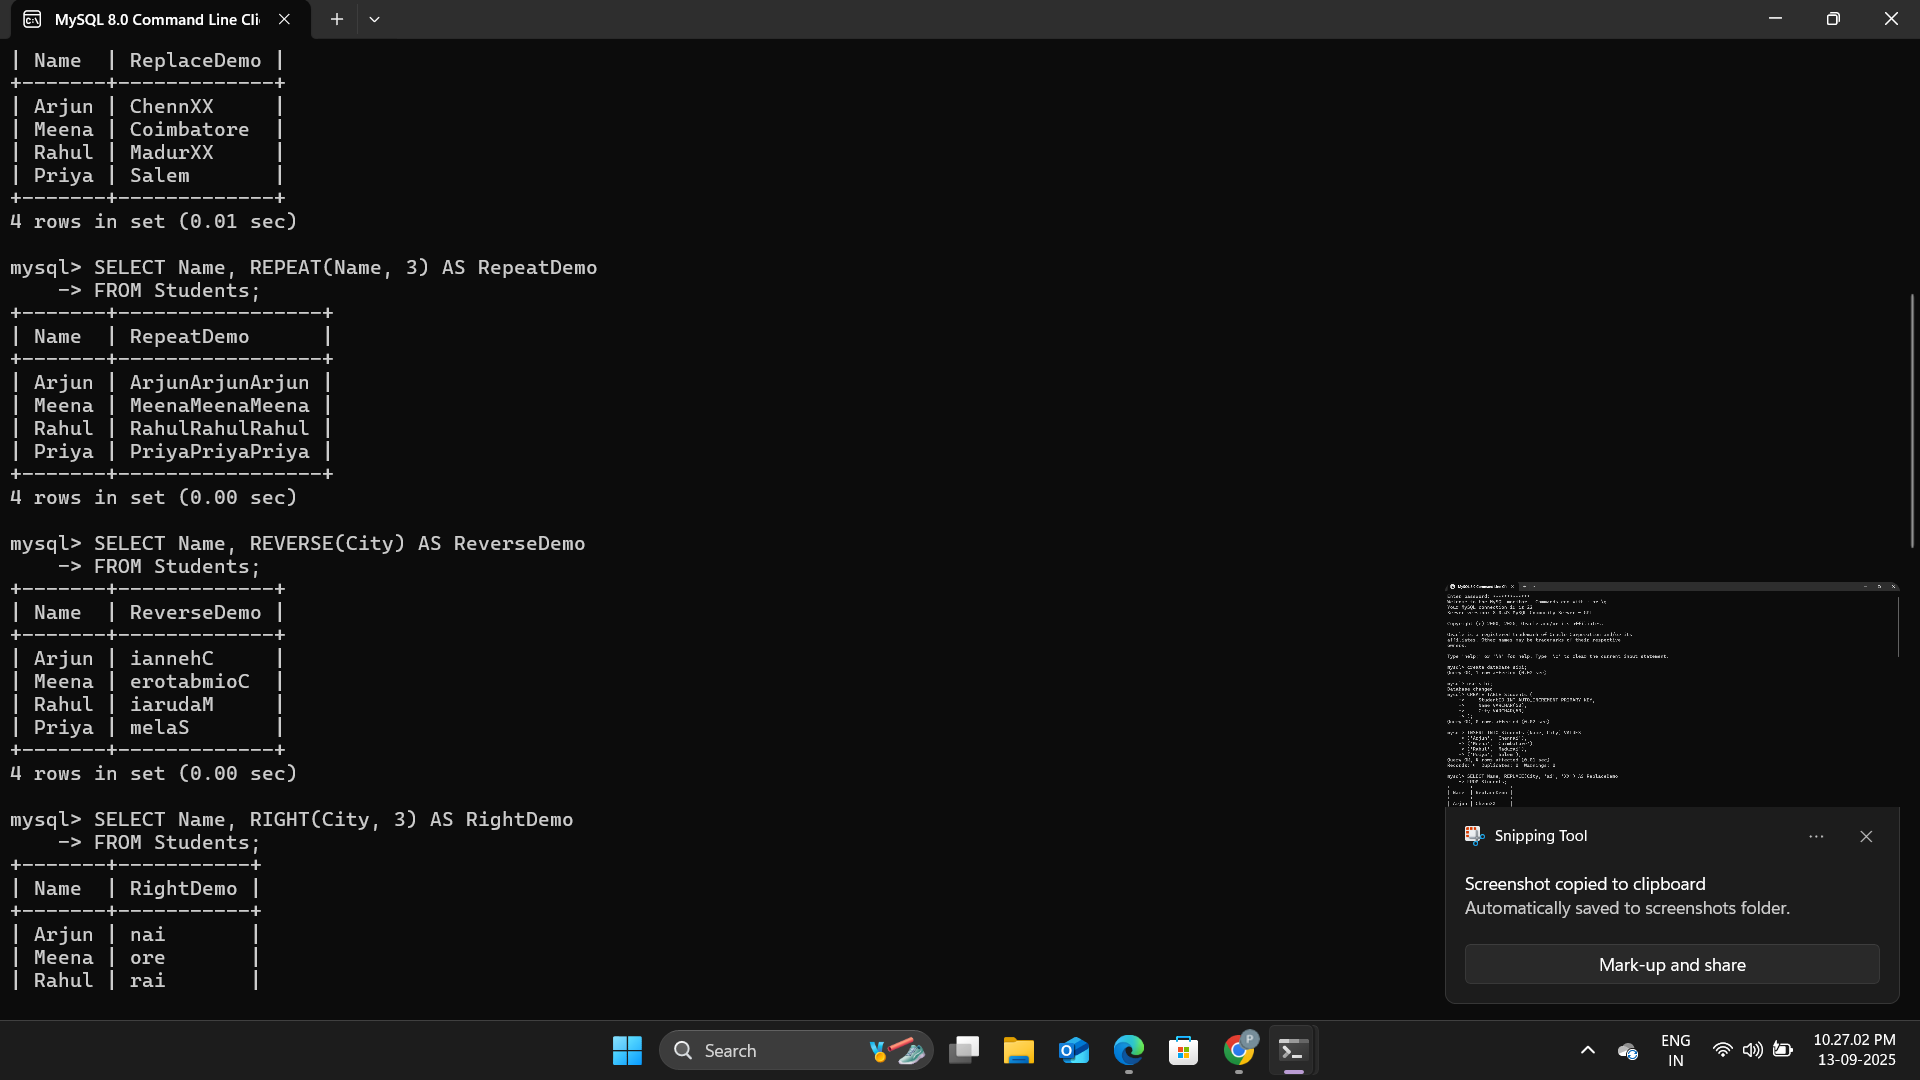 MySQL 8.0 Command Line Cli
| Name  | ReplaceDemo |
+-------+-------------+
| Arjun | ChennXX     |
| Meena | Coimbatore  |
| Rahul | MadurXX     |
| Priya | Salem       |
+-------+-------------+
4 rows in set (0.01 sec)
mysql> SELECT Name, REPEAT(Name, 3) AS RepeatDemo
    -> FROM Students;
+-------+-----------------+
| Name  | RepeatDemo      |
+-------+-----------------+
| Arjun | ArjunArjunArjun |
| Meena | MeenaMeenaMeena |
| Rahul | RahulRahulRahul |
| Priya | PriyaPriyaPriya |
+-------+-----------------+
4 rows in set (0.00 sec)
mysql> SELECT Name, REVERSE(City) AS ReverseDemo
    -> FROM Students;
+-------+-------------+
| Name  | ReverseDemo |
+-------+-------------+
| Arjun | iannehC     |
| Meena | erotabmioC  |
| Rahul | iarudaM     |
| Priya | melaS       |
+-------+-------------+
4 rows in set (0.00 sec)
mysql> SELECT Name, RIGHT(City, 3) AS RightDemo
    -> FROM Students;
+-------+-----------+
| Name  | RightDemo |
+-------+-----------+
| Arjun | nai       |
| Meena | ore       |
| Rahul | rai       |
Snipping Tool
Screenshot copied to clipboard
Automatically saved to screenshots folder.
Mark-up and share
Search
P
ENG
IN
10.27.02 PM
13-09-2025